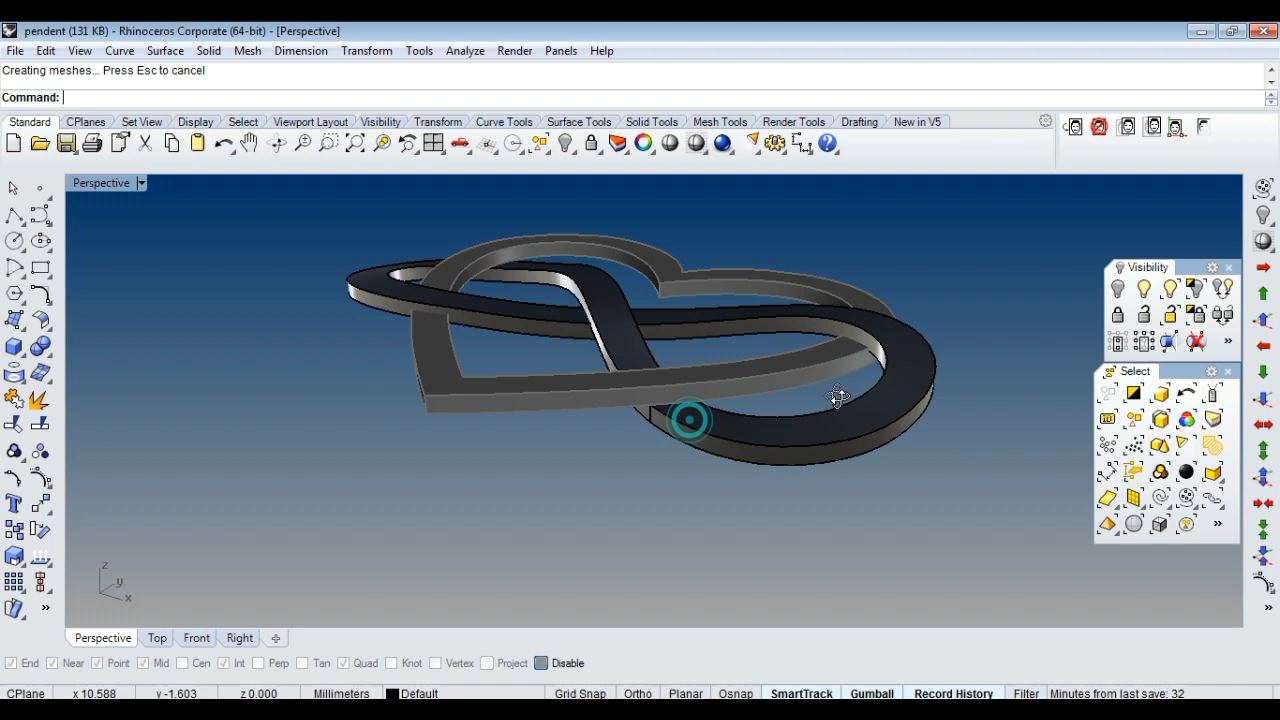 pendent (131 KB) - Rhinoceros Corporate (64-bit) - [Perspective]
File Edit View Curve Surface Solid Mesh Dimension Transform Tools Analyze Render Panels Help
Creating meshes... Press Esc to cancel
Command:
Standard CPlanes Set View Display Select Viewport Layout Visibility Transform Curve Tools Surface Tools Solid Tools Mesh Tools Render Tools Drafting New in V5
Perspective
Visibility
Select
z
y
x
Perspective Top Front Right
End Near Point Mid Cen Int Perp Tan Quad Knot Vertex Project Disable
CPlane x 10.588 y -1.603 z 0.000 Millimeters Default Grid Snap Ortho Planar Osnap SmartTrack Gumball Record History Filter Minutes from last save: 32